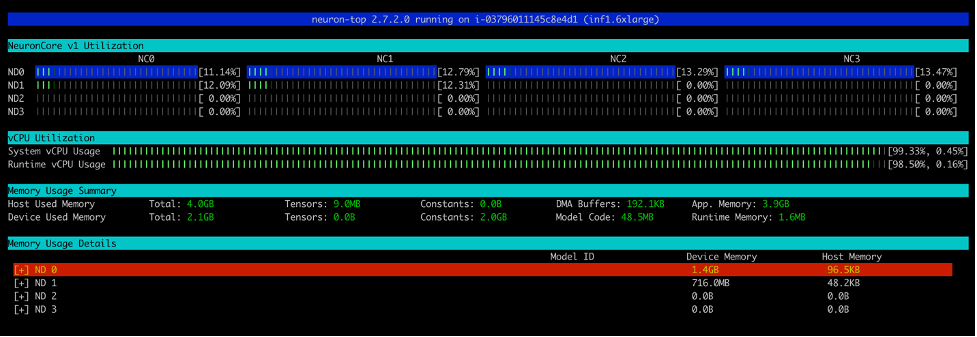 neuron-top 2.7.2.0 running on i-03796011145c8e4d1 (inf1.6xlarge)
NeuronCore v1 Utilization
NC0 NC1 NC2 NC3
ND0 [11.14%] [12.79%] [13.29%] [13.47%]
ND1 [12.09%] [12.31%] [ 0.00%] [ 0.00%]
ND2 [ 0.00%] [ 0.00%] [ 0.00%] [ 0.00%]
ND3 [ 0.00%] [ 0.00%] [ 0.00%] [ 0.00%]
vCPU Utilization
System vCPU Usage [99.33%, 0.45%]
Runtime vCPU Usage [98.50%, 0.16%]
Memory Usage Summary
Host Used Memory Total: 4.0GB Tensors: 9.0MB Constants: 0.0B DMA Buffers: 192.1KB App. Memory: 3.9GB
Device Used Memory Total: 2.1GB Tensors: 0.0B Constants: 2.0GB Model Code: 48.5MB Runtime Memory: 1.6MB
Memory Usage Details
Model ID Device Memory Host Memory
[+] ND 0 1.4GB 96.5KB
[+] ND 1 716.0MB 48.2KB
[+] ND 2 0.0B 0.0B
[+] ND 3 0.0B 0.0B